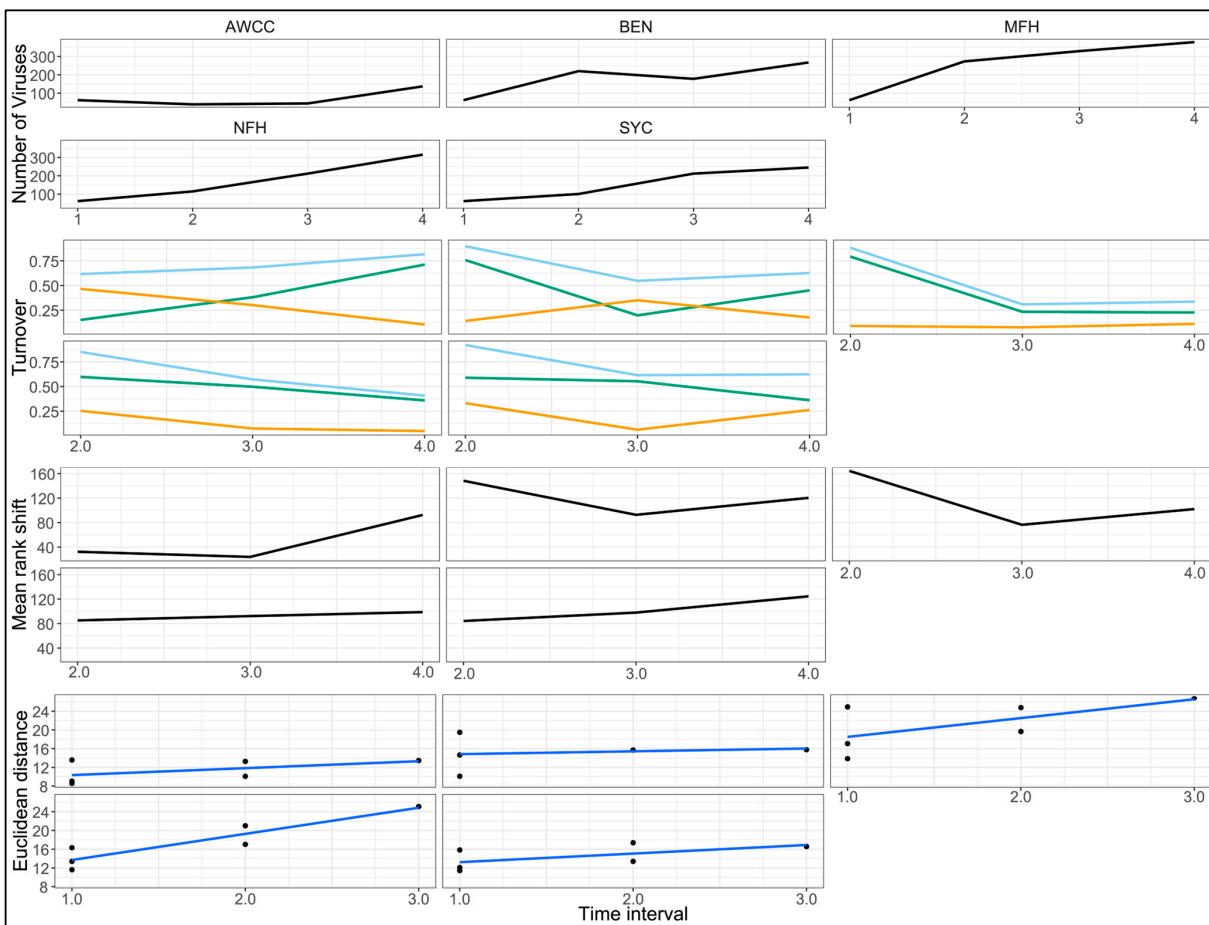 AWCC BEN MFH
Number of Viruses
300
200
100
1 2 3 4
NFH SYC
300
200
100
1 2 3 4
1 2 3 4
Turnover
0.75
0.50
0.25
2.0 3.0 4.0
0.75
0.50
0.25
2.0 3.0 4.0
2.0 3.0 4.0
Mean rank shift
160
120
80
40
2.0 3.0 4.0
160
120
80
40
2.0 3.0 4.0
2.0 3.0 4.0
Euclidean distance
24
20
16
12
8
1.0 2.0 3.0
24
20
16
12
8
1.0 2.0 3.0
1.0 2.0 3.0
Time interval